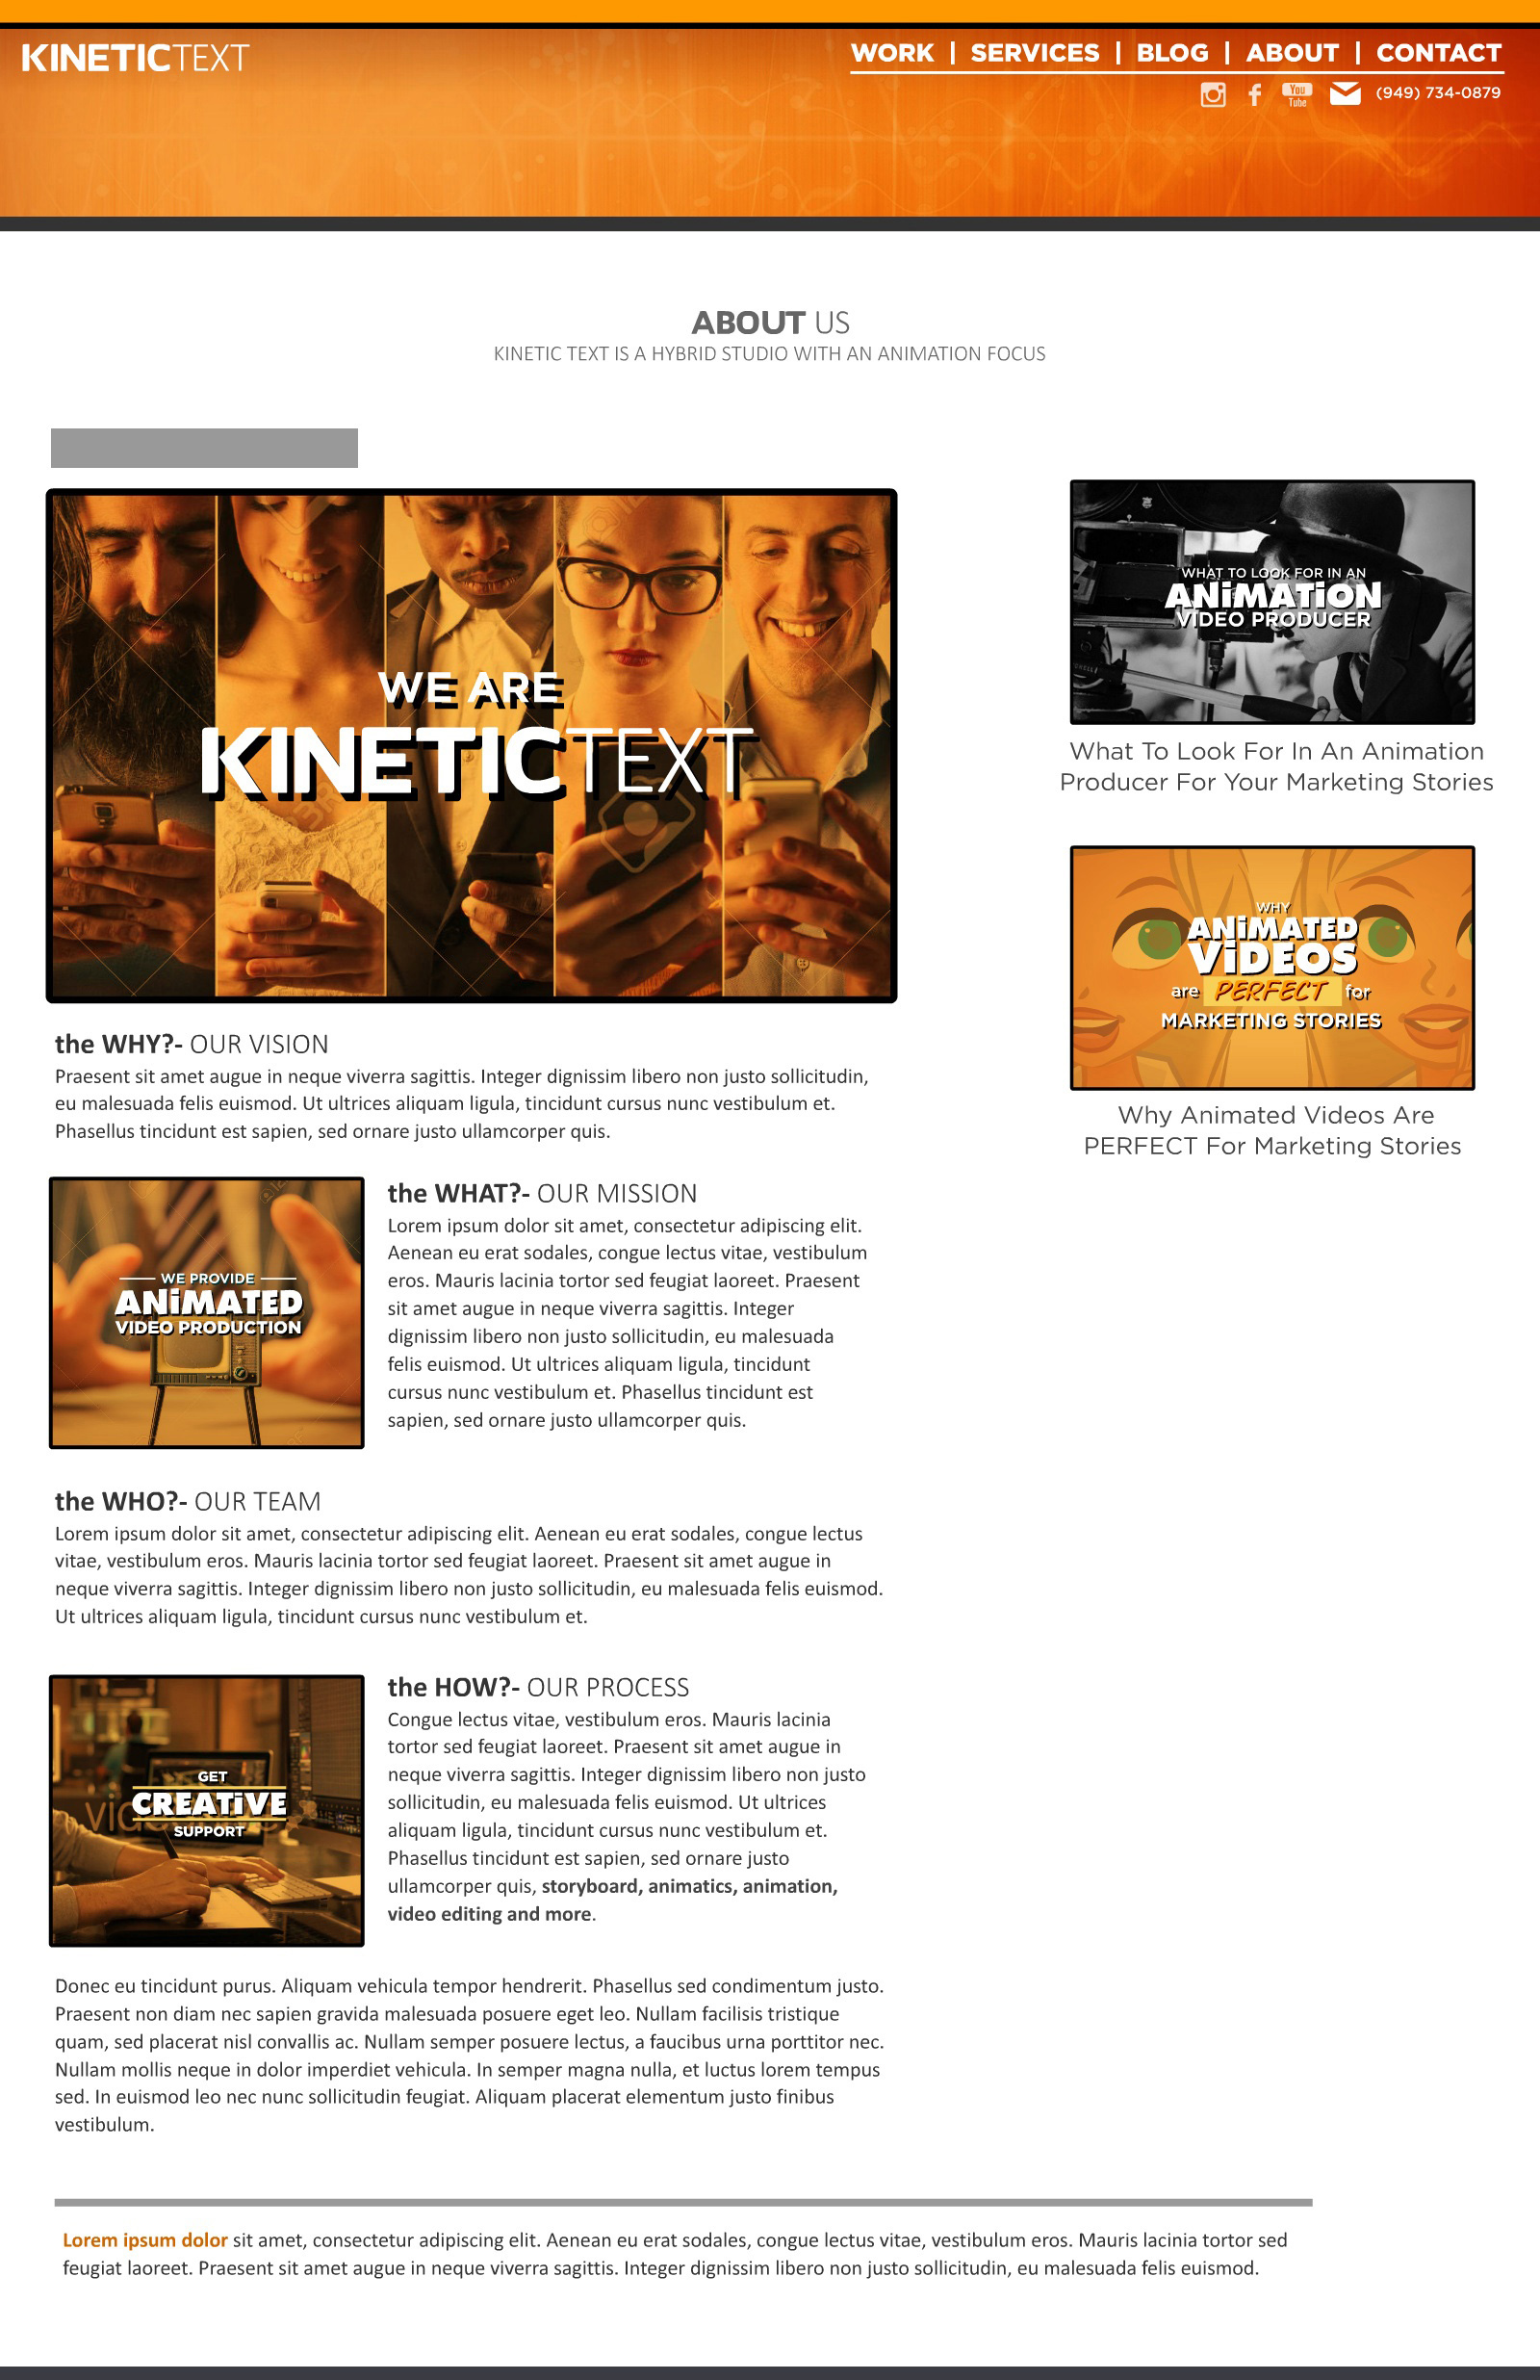 KINETICTEXT
WORK | SERVICES | BLOG | ABOUT | CONTACT
You
Tube
(949) 734-0879
ABOUT US
KINETIC TEXT IS A HYBRID STUDIO WITH AN ANIMATION FOCUS
WE ARE
KINETICTEXT
the WHY?- OUR VISION
Praesent sit amet augue in neque viverra sagittis. Integer dignissim libero non justo sollicitudin,
eu malesuada felis euismod. Ut ultrices aliquam ligula, tincidunt cursus nunc vestibulum et.
Phasellus tincidunt est sapien, sed ornare justo ullamcorper quis.
WE PROVIDE
ANiMATED
VIDEO PRODUCTION
the WHAT?- OUR MISSION
Lorem ipsum dolor sit amet, consectetur adipiscing elit.
Aenean eu erat sodales, congue lectus vitae, vestibulum
eros. Mauris lacinia tortor sed feugiat laoreet. Praesent
sit amet augue in neque viverra sagittis. Integer
dignissim libero non justo sollicitudin, eu malesuada
felis euismod. Ut ultrices aliquam ligula, tincidunt
cursus nunc vestibulum et. Phasellus tincidunt est
sapien, sed ornare justo ullamcorper quis.
the WHO?- OUR TEAM
Lorem ipsum dolor sit amet, consectetur adipiscing elit. Aenean eu erat sodales, congue lectus
vitae, vestibulum eros. Mauris lacinia tortor sed feugiat laoreet. Praesent sit amet augue in
neque viverra sagittis. Integer dignissim libero non justo sollicitudin, eu malesuada felis euismod.
Ut ultrices aliquam ligula, tincidunt cursus nunc vestibulum et.
GET
CREATiVE
SUPPORT
the HOW?- OUR PROCESS
Congue lectus vitae, vestibulum eros. Mauris lacinia
tortor sed feugiat laoreet. Praesent sit amet augue in
neque viverra sagittis. Integer dignissim libero non justo
sollicitudin, eu malesuada felis euismod. Ut ultrices
aliquam ligula, tincidunt cursus nunc vestibulum et.
Phasellus tincidunt est sapien, sed ornare justo
ullamcorper quis, storyboard, animatics, animation,
video editing and more.
Donec eu tincidunt purus. Aliquam vehicula tempor hendrerit. Phasellus sed condimentum justo.
Praesent non diam nec sapien gravida malesuada posuere eget leo. Nullam facilisis tristique
quam, sed placerat nisl convallis ac. Nullam semper posuere lectus, a faucibus urna porttitor nec.
Nullam mollis neque in dolor imperdiet vehicula. In semper magna nulla, et luctus lorem tempus
sed. In euismod leo nec nunc sollicitudin feugiat. Aliquam placerat elementum justo finibus
vestibulum.
WHAT TO LOOK FOR IN AN
ANiMATiON
VIDEO PRODUCER
What To Look For In An Animation
Producer For Your Marketing Stories
WHY
ANiMATED
ViDEOS
are PERFECT for
MARKETING STORIES
Why Animated Videos Are
PERFECT For Marketing Stories
Lorem ipsum dolor sit amet, consectetur adipiscing elit. Aenean eu erat sodales, congue lectus vitae, vestibulum eros. Mauris lacinia tortor sed
feugiat laoreet. Praesent sit amet augue in neque viverra sagittis. Integer dignissim libero non justo sollicitudin, eu malesuada felis euismod.